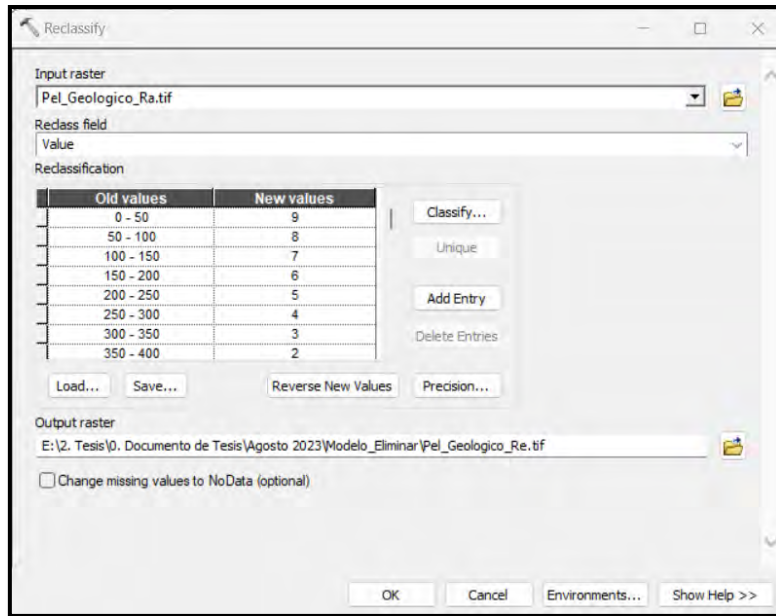 Reclassify
Input raster
Pel_Geologico_Ra.tif
Reclass field
Value
Reclassification
Old values New values
0 - 50 9
50 - 100 8
100 - 150 7
150 - 200 6
200 - 250 5
250 - 300 4
300 - 350 3
350 - 400 2
Classify...
Unique
Add Entry
Delete Entries
Load... Save... Reverse New Values Precision...
Output raster
E:\2. Tesis\0. Documento de Tesis\Agosto 2023\Modelo_Eliminar\Pel_Geologico_Re.tif
Change missing values to NoData (optional)
OK Cancel Environments... Show Help >>